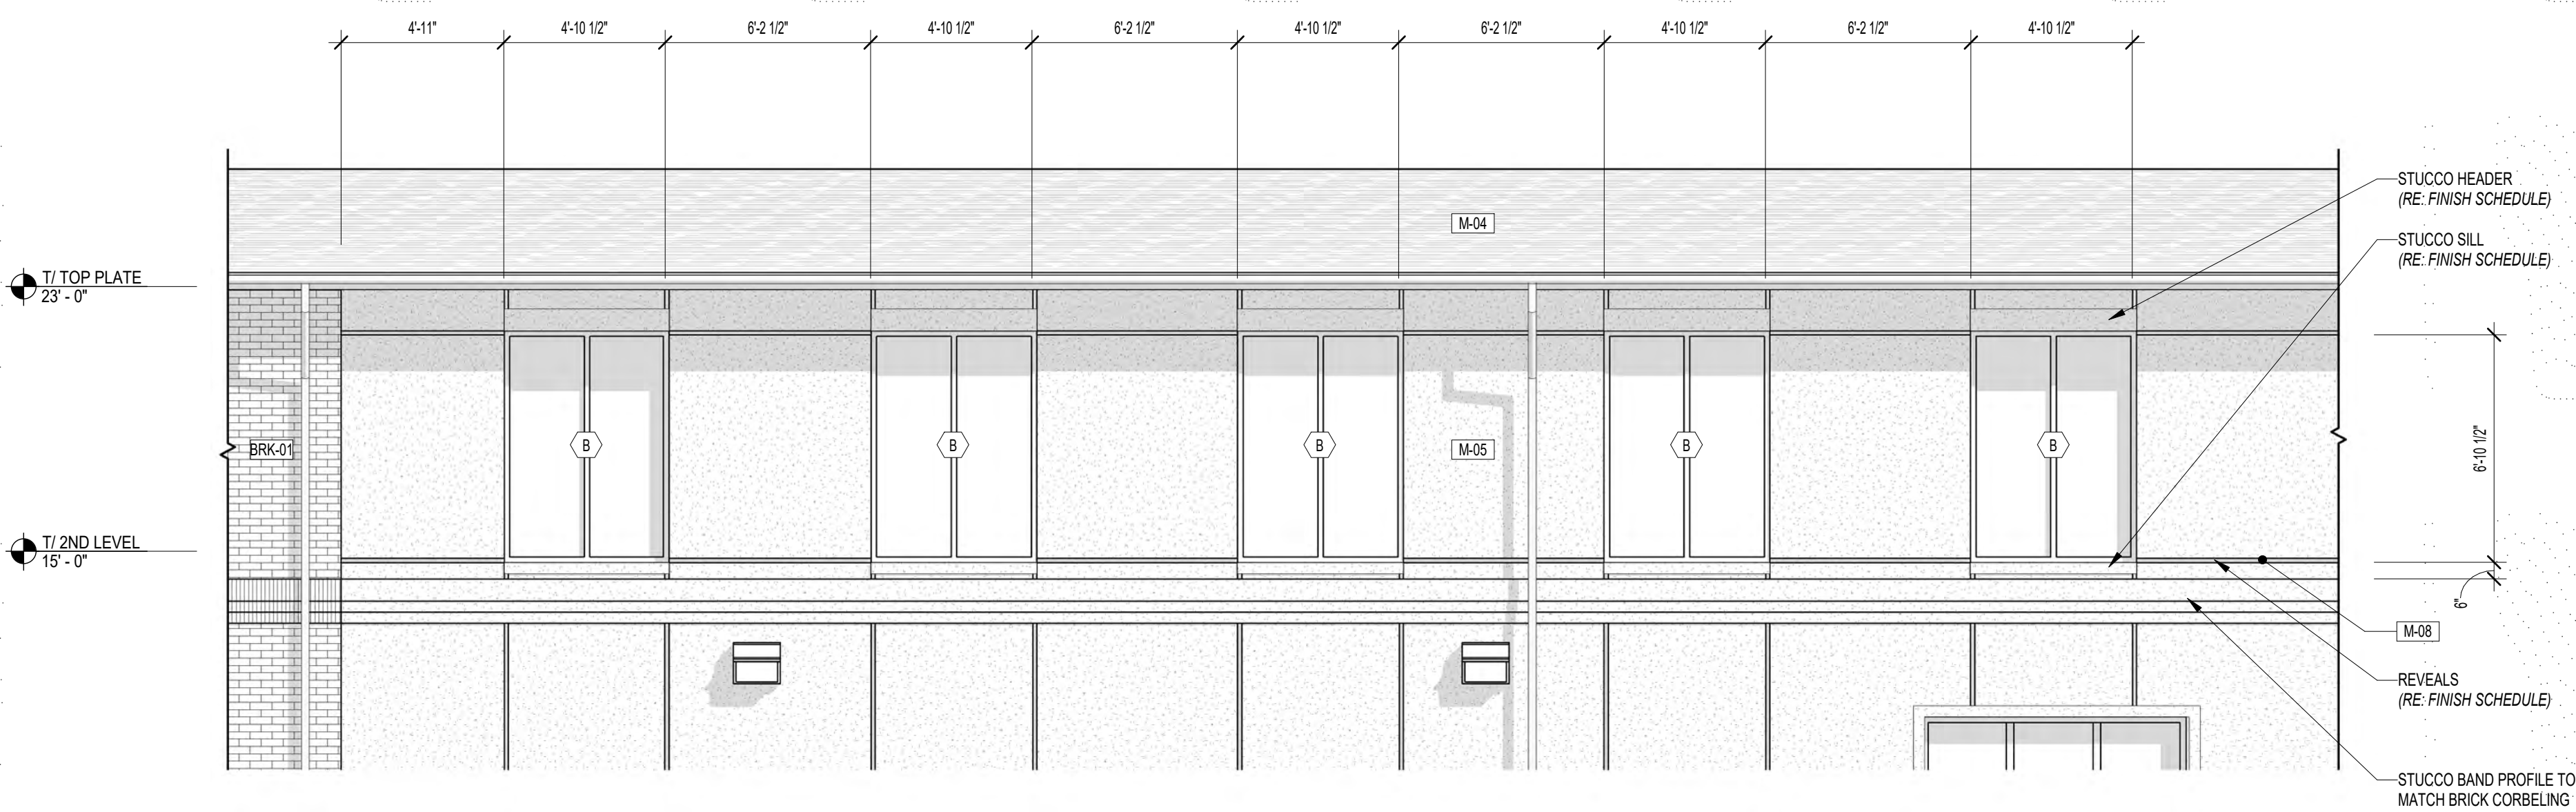 4'-11"
4'-10 1/2"
6'-2 1/2"
4'-10 1/2"
6'-2 1/2"
4'-10 1/2"
6'-2 1/2"
4'-10 1/2"
6'-2 1/2"
4'-10 1/2"
STUCCO HEADER
(RE: FINISH SCHEDULE)
M-04
STUCCO SILL
(RE: FINISH SCHEDULE)
T/ TOP PLATE
23' - 0"
BRK-01
B
B
B
M-05
B
B
6'-10 1/2"
T/ 2ND LEVEL
15' - 0"
6"
M-08
REVEALS
(RE: FINISH SCHEDULE)
STUCCO BAND PROFILE TO
MATCH BRICK CORBELING